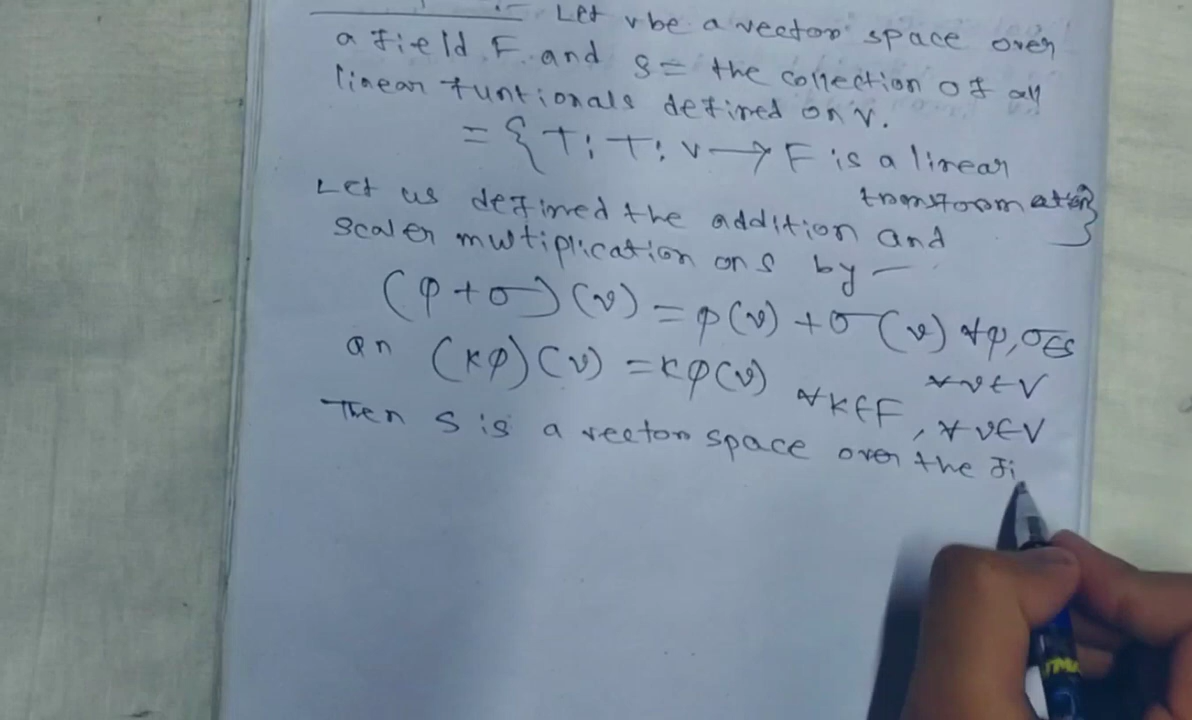 :- Let v be a vector space over
a field F and S = the collection of all
linear funtionals defined on v.
= { T : T : V → F is a linear
transformation}
Let us defined the addition and
scaler multiplication on S by —
(φ + σ) (v) = φ(v) + σ(v) ∀ φ, σ ∈ S
∀ v ∈ V
an (kφ) (v) = kφ(v) ∀ k ∈ F, ∀ v ∈ V
Then S is a vector space over the fi